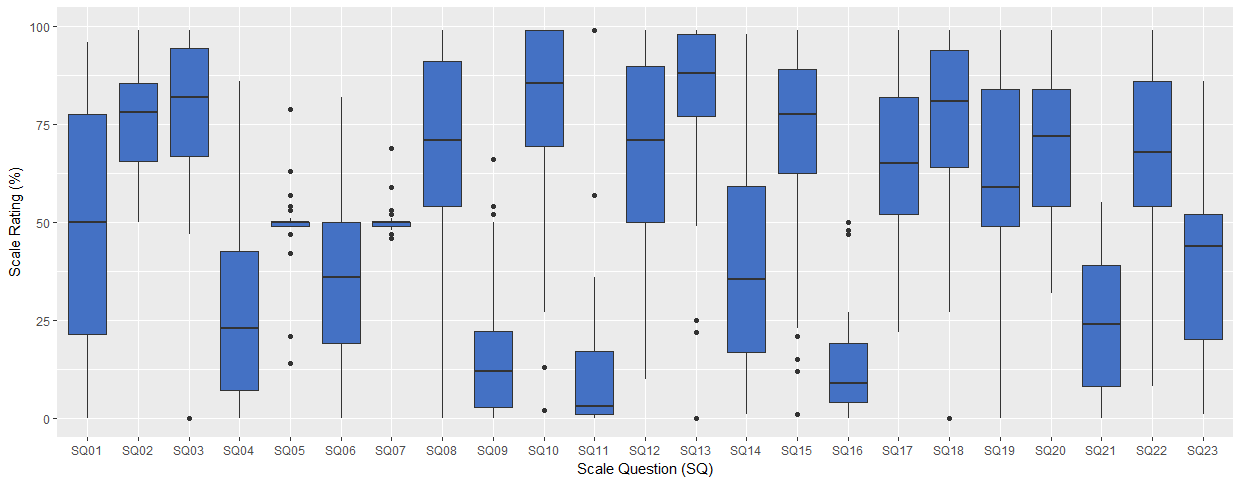 100
75
50
25
0
Scale Rating (%)
SQ01 SQ02 SQ03 SQ04 SQ05 SQ06 SQ07 SQ08 SQ09 SQ10 SQ11 SQ12 SQ13 SQ14 SQ15 SQ16 SQ17 SQ18 SQ19 SQ20 SQ21 SQ22 SQ23
Scale Question (SQ)